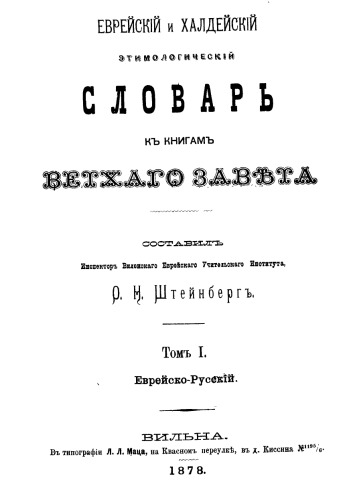 ЕВРЕЙСКІЙ и ХАЛДЕЙСКІЙ
ЭТИМОЛОГИЧЕСКІЙ
СЛОВАРЬ
КЪ КНИГАМЪ
ВЕТХАГО ЗАВѢТА
СОСТАВИЛЪ
Инспекторъ Виленскаго Еврейскаго Учительскаго Института,
О. Н. Штейнбергъ.
Томъ I.
Еврейско-Русскій.
ВИЛЬНА.
Въ типографіи Л. Л. Маца, на Квасномъ переулкѣ, въ д. Киссина №1195/6.
1878.